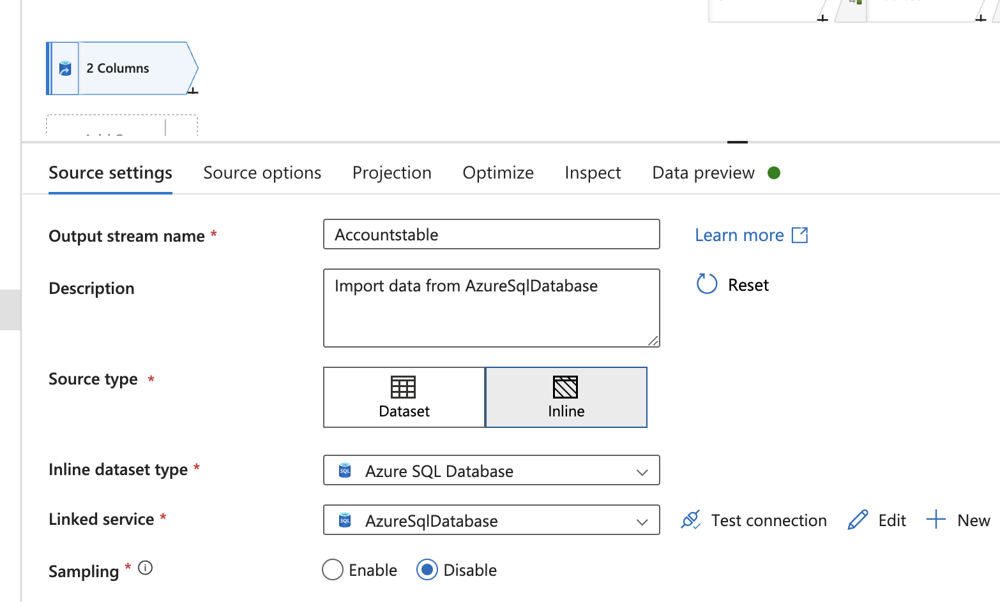 2 Columns
Source settings Source options Projection Optimize Inspect Data preview
Output stream name * Accountstable Learn more
Description Import data from AzureSqlDatabase Reset
Source type * Dataset Inline
Inline dataset type * SQL Azure SQL Database
Linked service * SQL AzureSqlDatabase Test connection Edit New
Sampling * Enable Disable